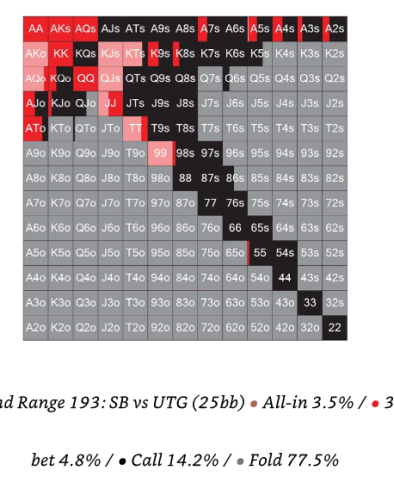 AA AKs AQs AJs ATs A9s A8s A7s A6s A5s A4s A3s A2s
AKo KK KQs KJs KTs K9s K8s K7s K6s K5s K4s K3s K2s
AQo KQo QQ QJs QTs Q9s Q8s Q7s Q6s Q5s Q4s Q3s Q2s
AJo KJo QJo JJ JTs J9s J8s J7s J6s J5s J4s J3s J2s
ATo KTo QTo JTo TT T9s T8s T7s T6s T5s T4s T3s T2s
A9o K9o Q9o J9o T9o 99 98s 97s 96s 95s 94s 93s 92s
A8o K8o Q8o J8o T8o 98o 88 87s 86s 85s 84s 83s 82s
A7o K7o Q7o J7o T7o 97o 87o 77 76s 75s 74s 73s 72s
A6o K6o Q6o J6o T6o 96o 86o 76o 66 65s 64s 63s 62s
A5o K5o Q5o J5o T5o 95o 85o 75o 65o 55 54s 53s 52s
A4o K4o Q4o J4o T4o 94o 84o 74o 64o 54o 44 43s 42s
A3o K3o Q3o J3o T3o 93o 83o 73o 63o 53o 43o 33 32s
A2o K2o Q2o J2o T2o 92o 82o 72o 62o 52o 42o 32o 22
nd Range 193: SB vs UTG (25bb) • All-in 3.5% / • 3
bet 4.8% / • Call 14.2% / • Fold 77.5%